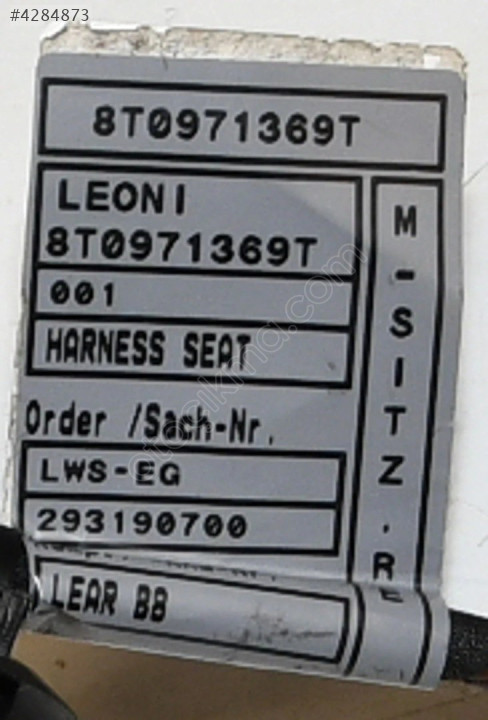 #4284873
8T0971369T
LEONI
8T0971369T
001
HARNESS SEAT
Order /Sach-Nr.
LWS-EG
293190700
LEAR B8
M-SITZ.RE